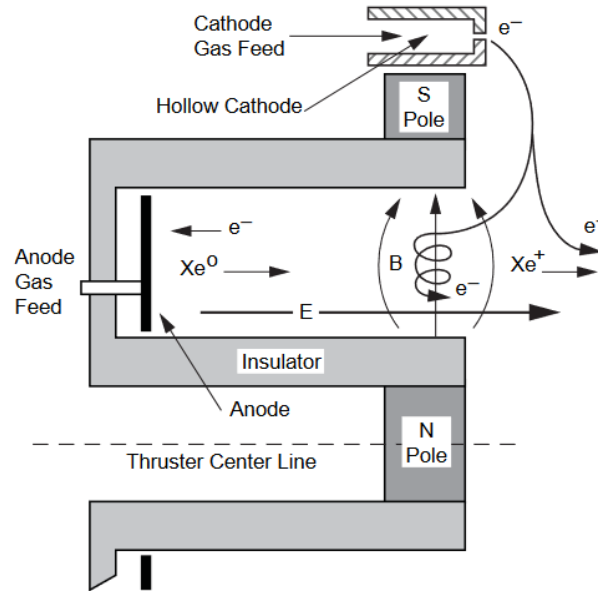 Cathode
Gas Feed
e–
Hollow Cathode
S
Pole
e–
e–
Anode
Gas
Feed
Xe⁰
B
Xe⁺
e–
E
Insulator
Anode
N
Pole
Thruster Center Line